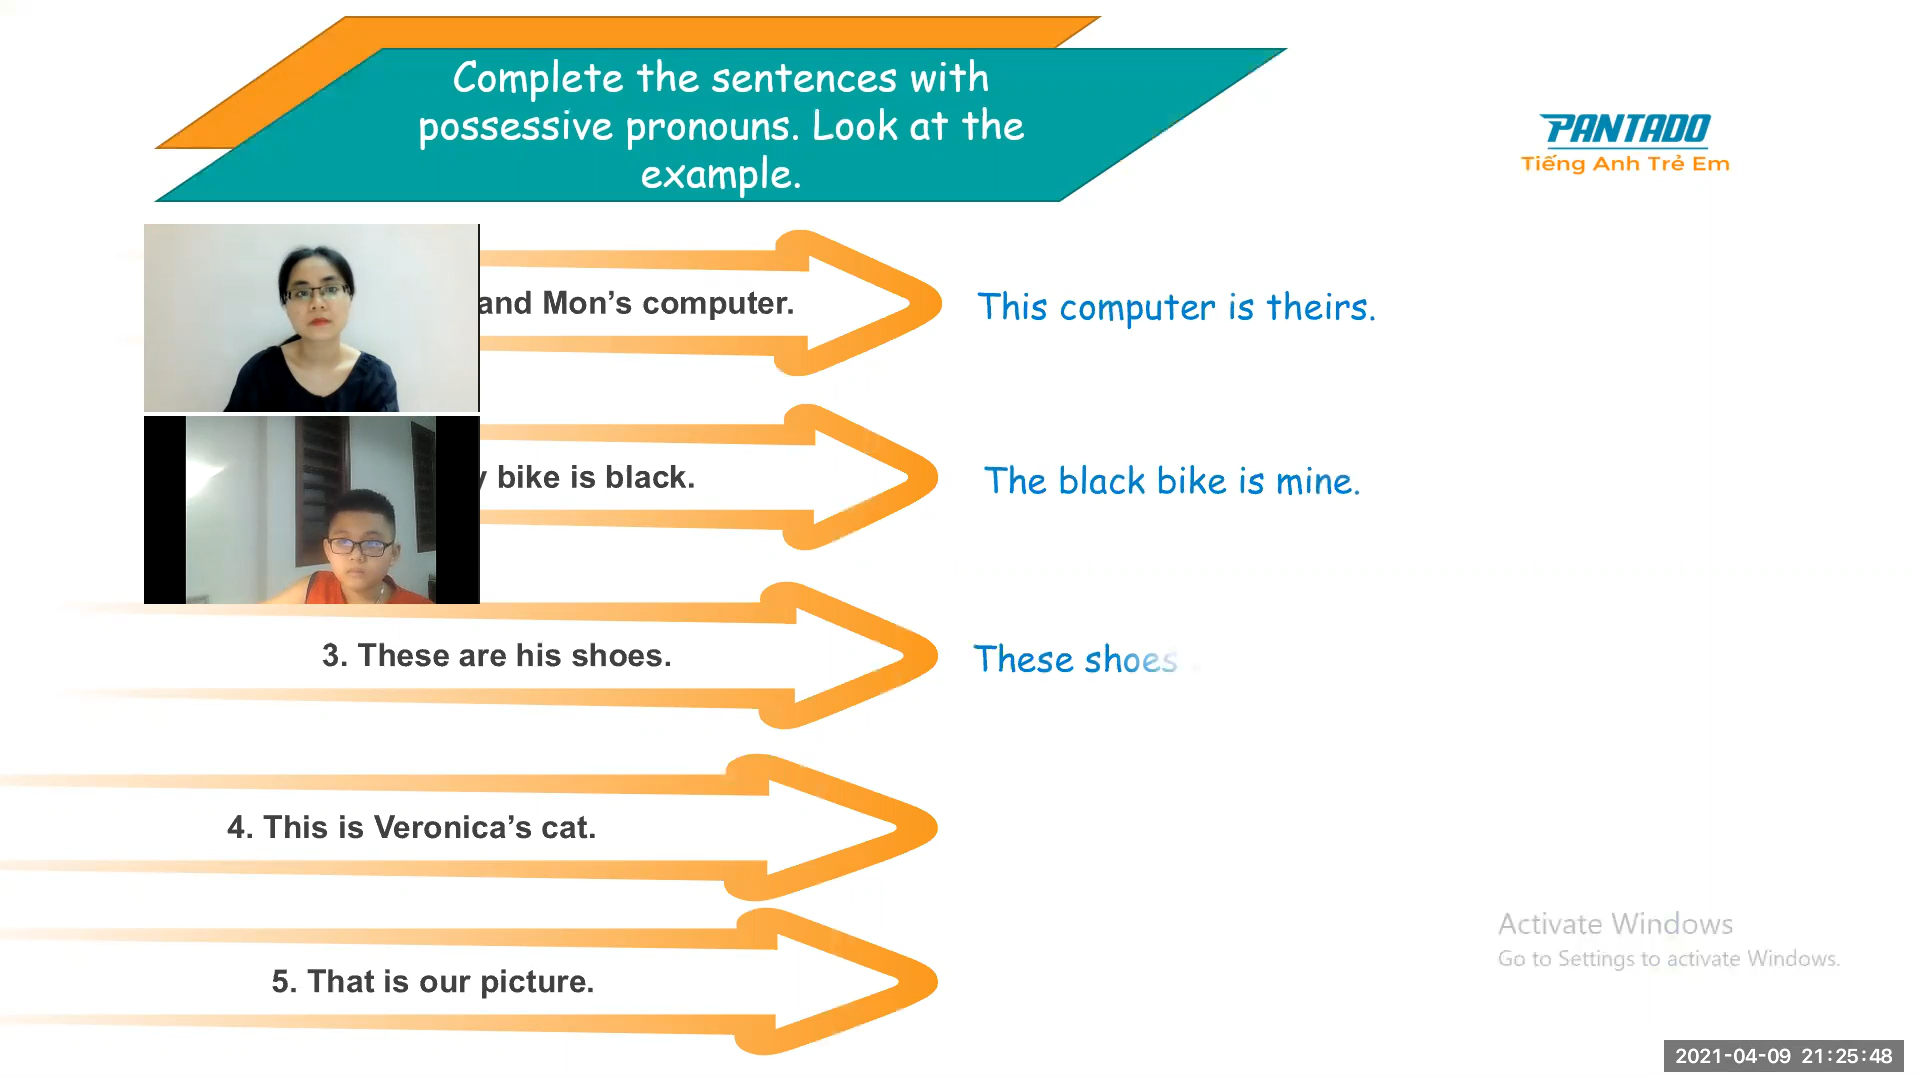 Complete the sentences with
possessive pronouns. Look at the
example.
PANTADO
Tiếng Anh Trẻ Em
and Mon’s computer.
This computer is theirs.
bike is black.
The black bike is mine.
3. These are his shoes.
These shoes
4. This is Veronica’s cat.
5. That is our picture.
Activate Windows
Go to Settings to activate Windows.
2021-04-09 21:25:48